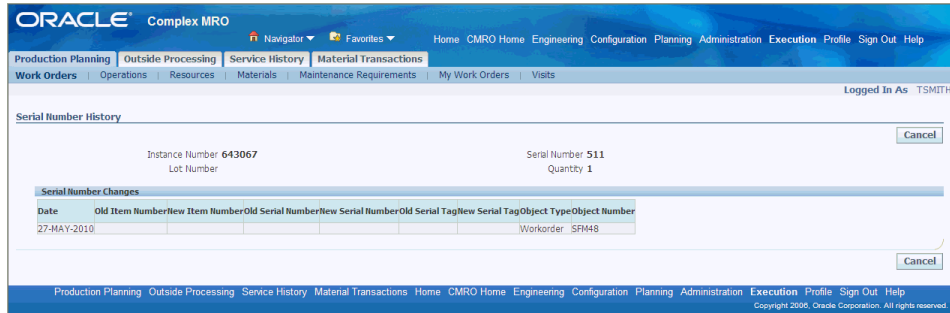 ORACLE® Complex MRO
Navigator Favorites Home CMRO Home Engineering Configuration Planning Administration Execution Profile Sign Out Help
Production Planning Outside Processing Service History Material Transactions
Work Orders | Operations | Resources | Materials | Maintenance Requirements | My Work Orders | Visits
Logged In As TSMITH
Serial Number History
Cancel
Instance Number 643067 Serial Number 511
Lot Number Quantity 1
Serial Number Changes
Date Old Item Number New Item Number Old Serial Number New Serial Number Old Serial Tag New Serial Tag Object Type Object Number
27-MAY-2010 Workorder SFM48
Cancel
Production Planning Outside Processing Service History Material Transactions Home CMRO Home Engineering Configuration Planning Administration Execution Profile Sign Out Help
Copyright 2006, Oracle Corporation. All rights reserved.